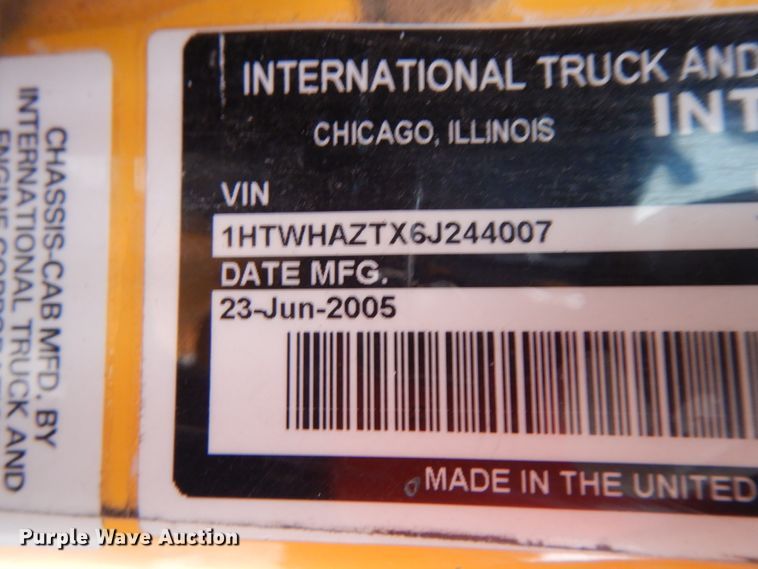 CHASSIS-CAB MFD. BY
INTERNATIONAL TRUCK AND
INTERNATIONAL TRUCK AND
CHICAGO, ILLINOIS
INT
VIN
1HTWHAZTX6J244007
DATE MFG.
23-Jun-2005
MADE IN THE UNITED
Purple Wave Auction